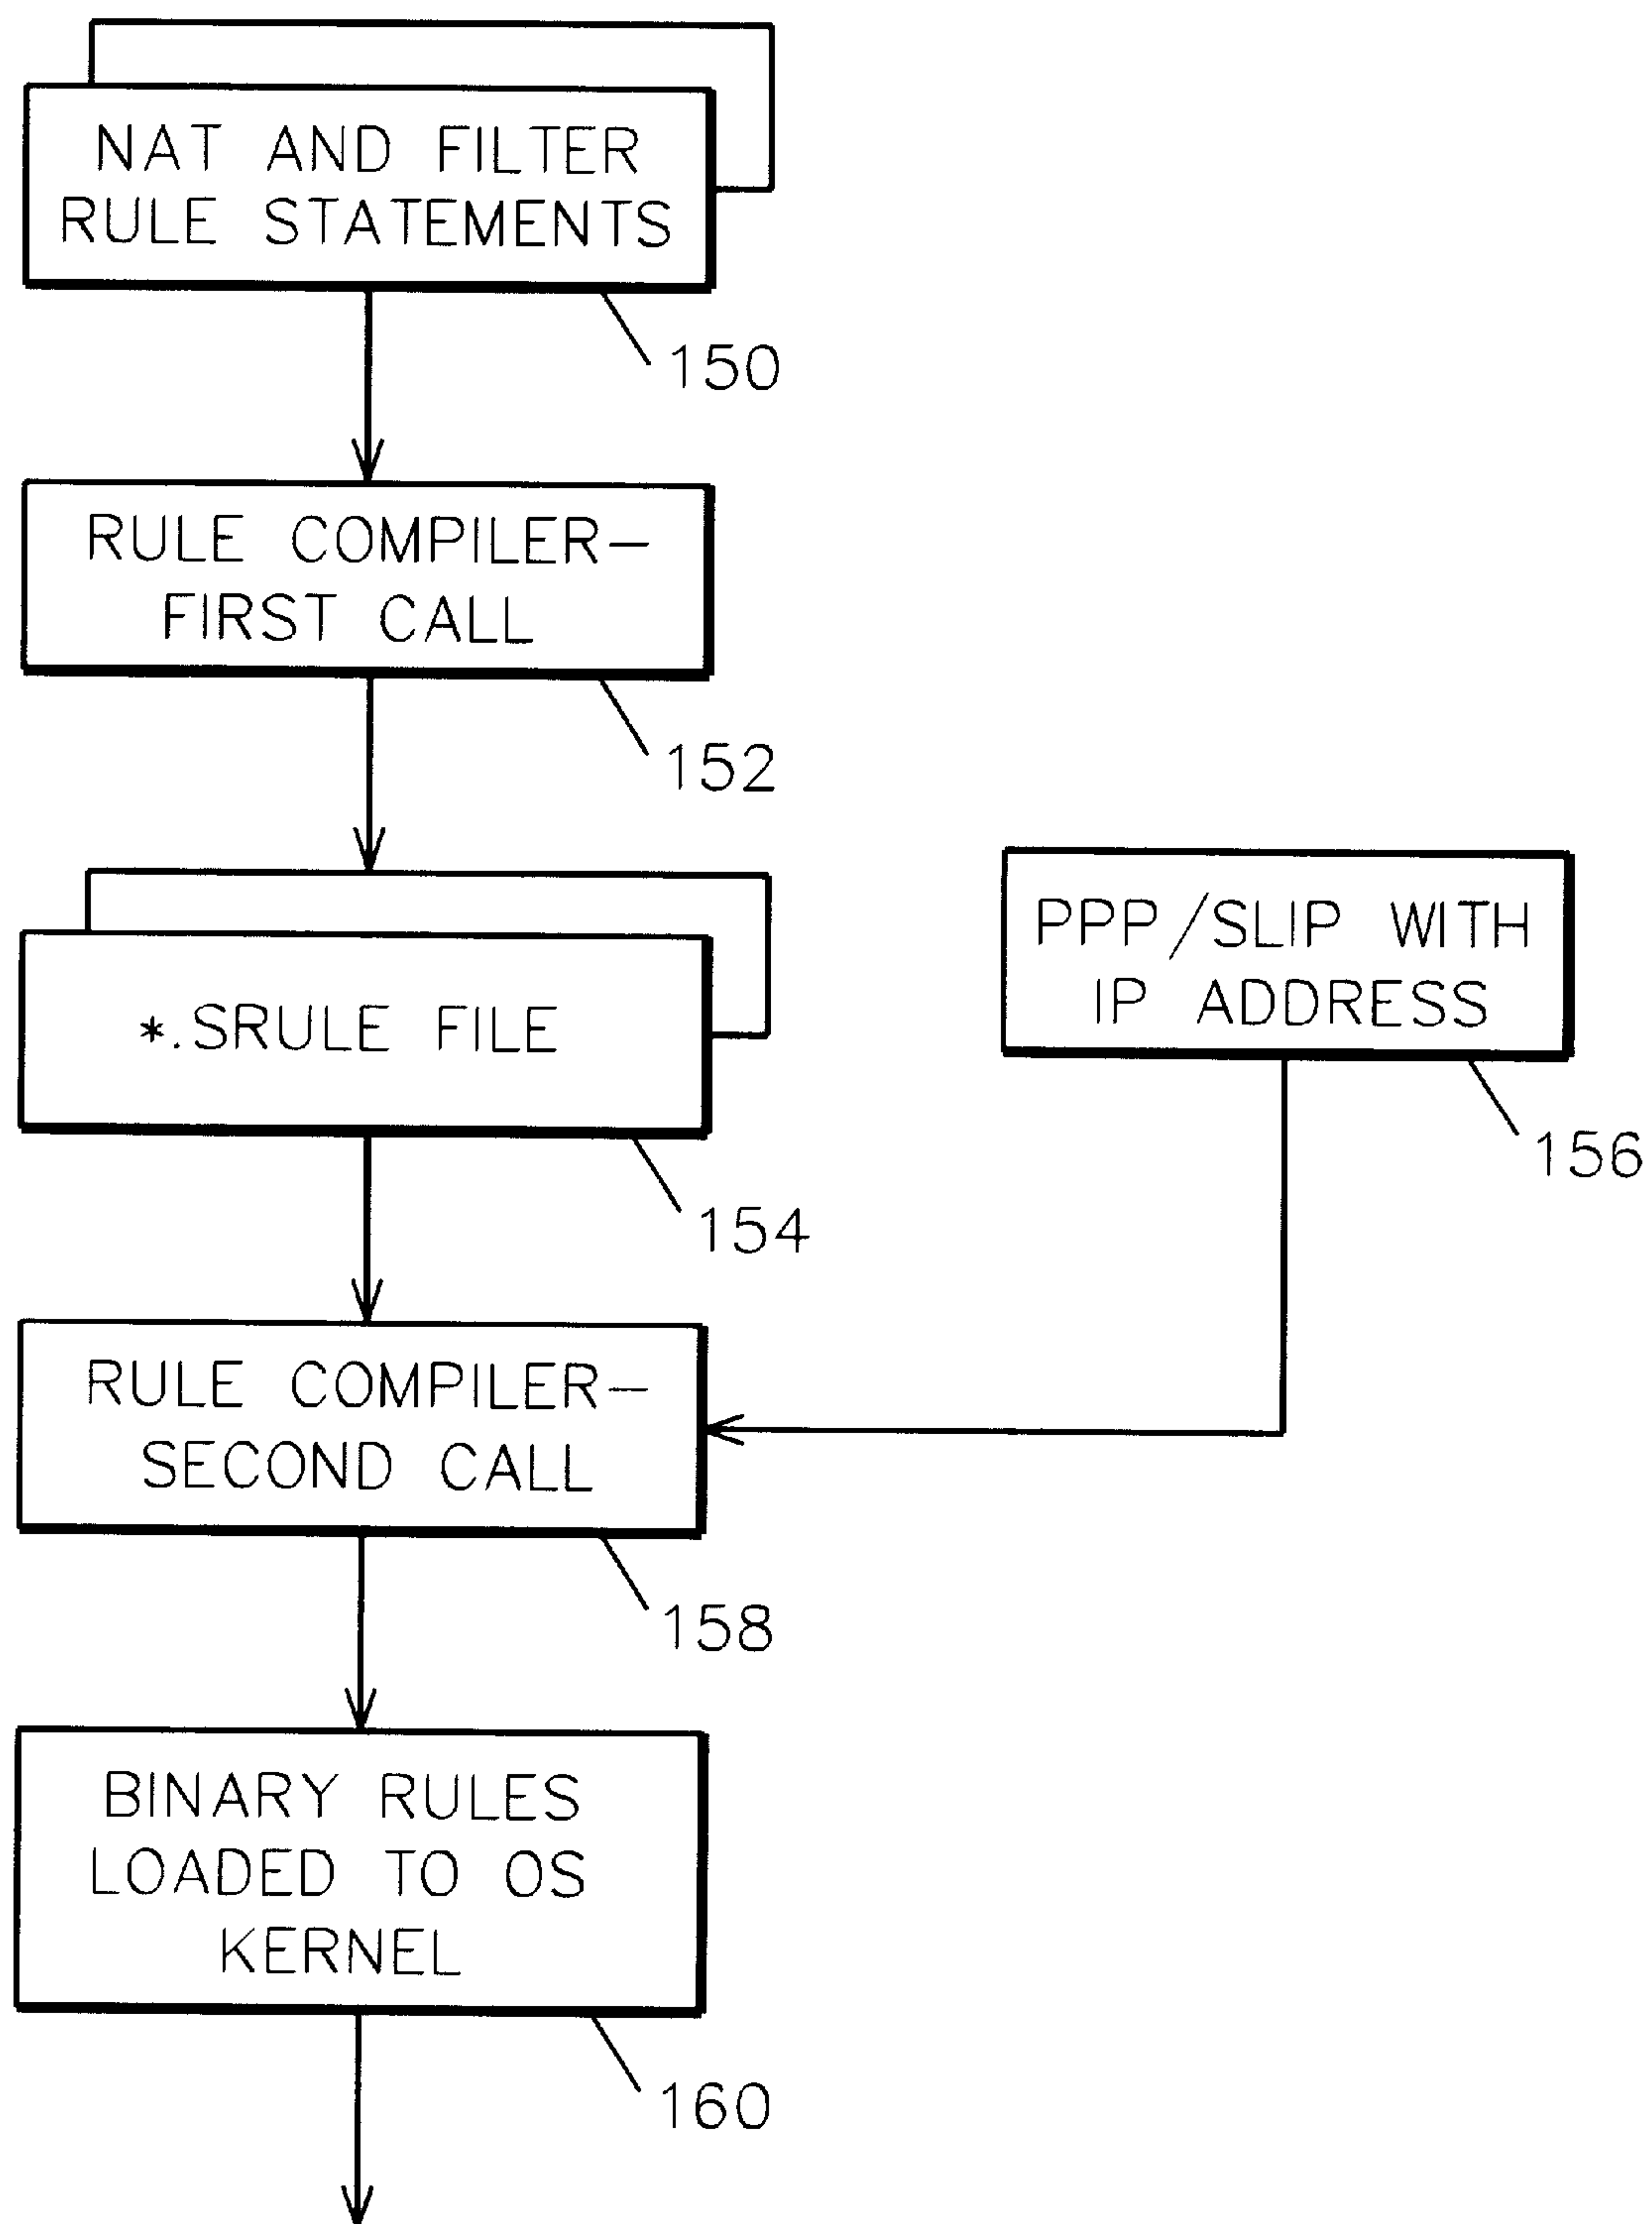 NAT AND FILTER
RULE STATEMENTS
150
RULE COMPILER-
FIRST CALL
152
*.SRULE FILE
154
PPP/SLIP WITH
IP ADDRESS
156
RULE COMPILER-
SECOND CALL
158
BINARY RULES
LOADED TO OS
KERNEL
160